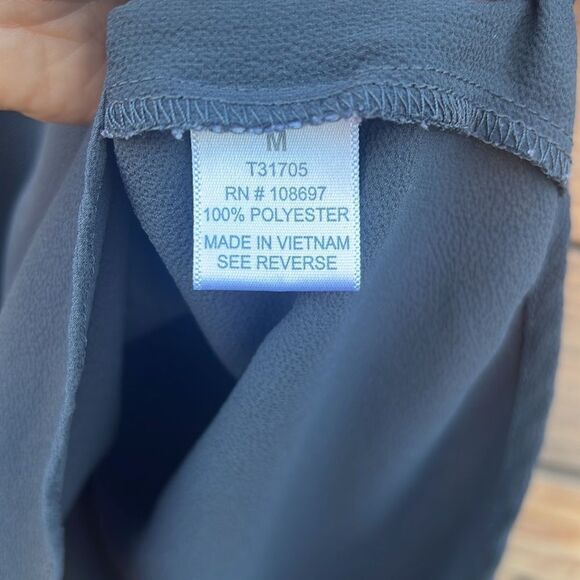 M
T31705
RN # 108697
100% POLYESTER
MADE IN VIETNAM
SEE REVERSE